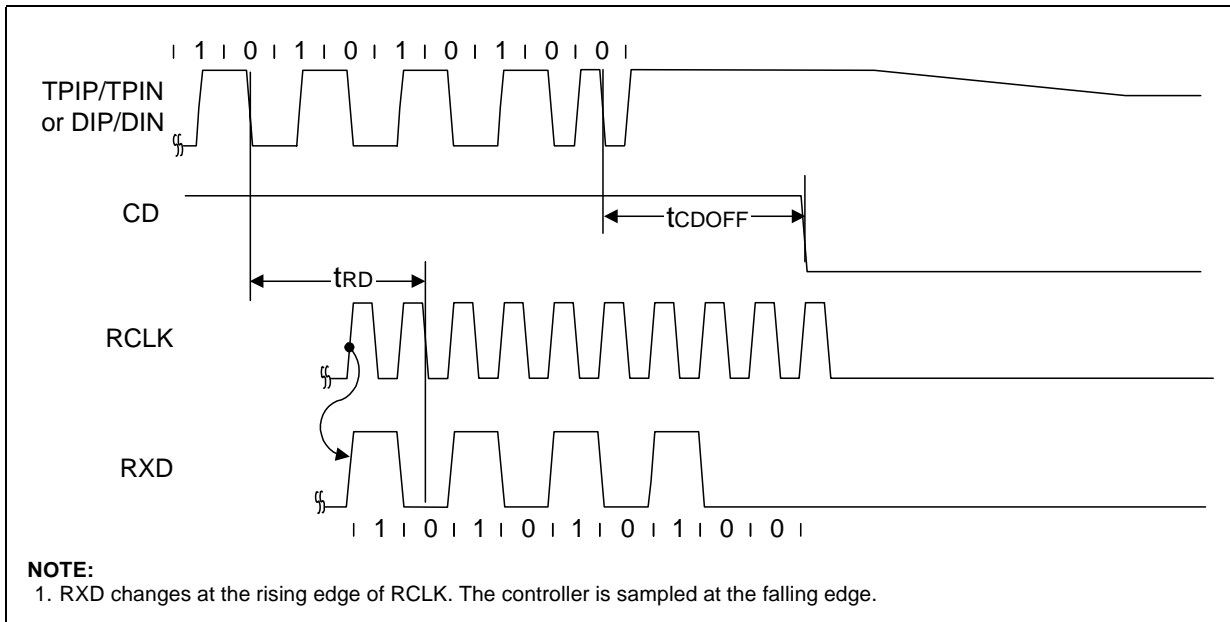 1 0 1 0 1 0 1 0 0
TPIP/TPIN
or DIP/DIN
CD
tCDOFF
tRD
RCLK
RXD
1 0 1 0 1 0 1 0 0
NOTE:
1. RXD changes at the rising edge of RCLK. The controller is sampled at the falling edge.